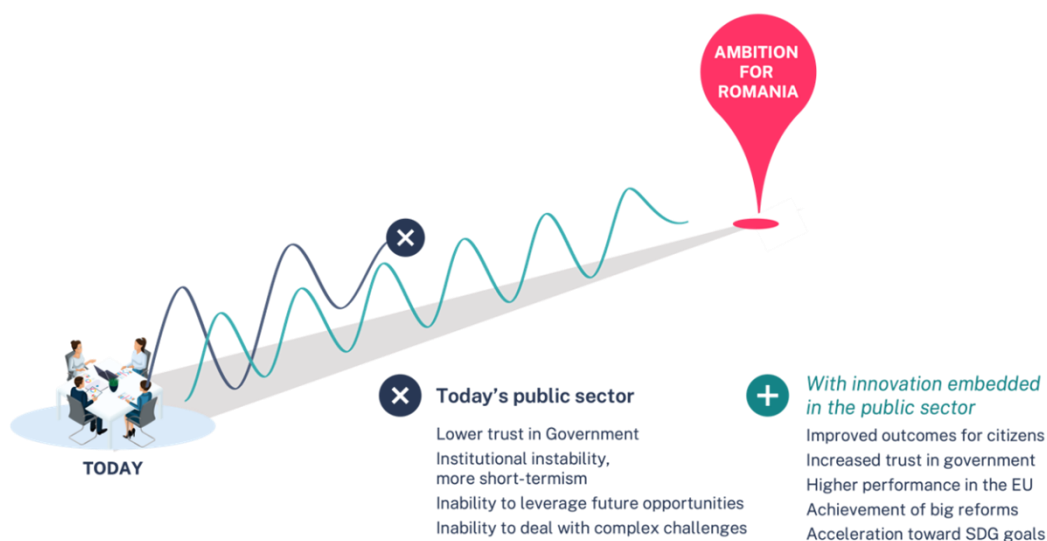 AMBITION
FOR
ROMANIA
TODAY
Today's public sector
Lower trust in Government
Institutional instability,
more short-termism
Inability to leverage future opportunities
Inability to deal with complex challenges
With innovation embedded
in the public sector
Improved outcomes for citizens
Increased trust in government
Higher performance in the EU
Achievement of big reforms
Acceleration toward SDG goals